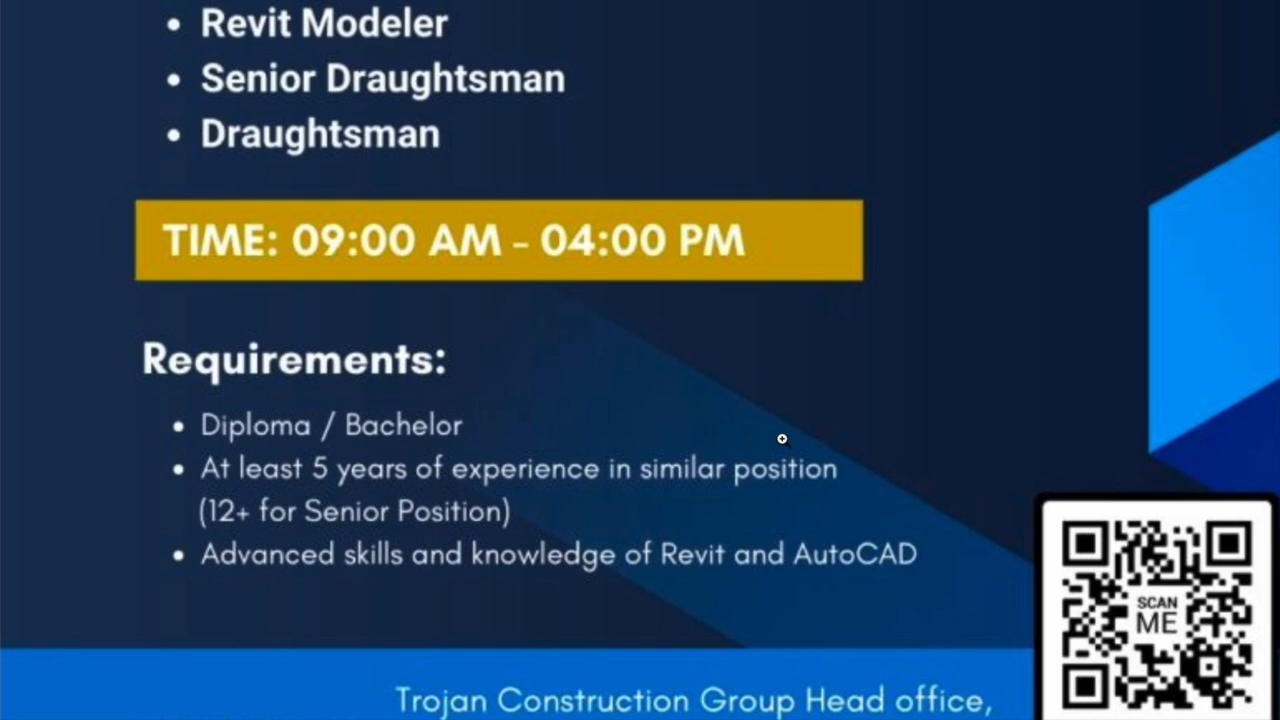 • Revit Modeler
• Senior Draughtsman
• Draughtsman
TIME: 09:00 AM - 04:00 PM
Requirements:
• Diploma / Bachelor
• At least 5 years of experience in similar position
(12+ for Senior Position)
• Advanced skills and knowledge of Revit and AutoCAD
SCAN
ME
Trojan Construction Group Head office,